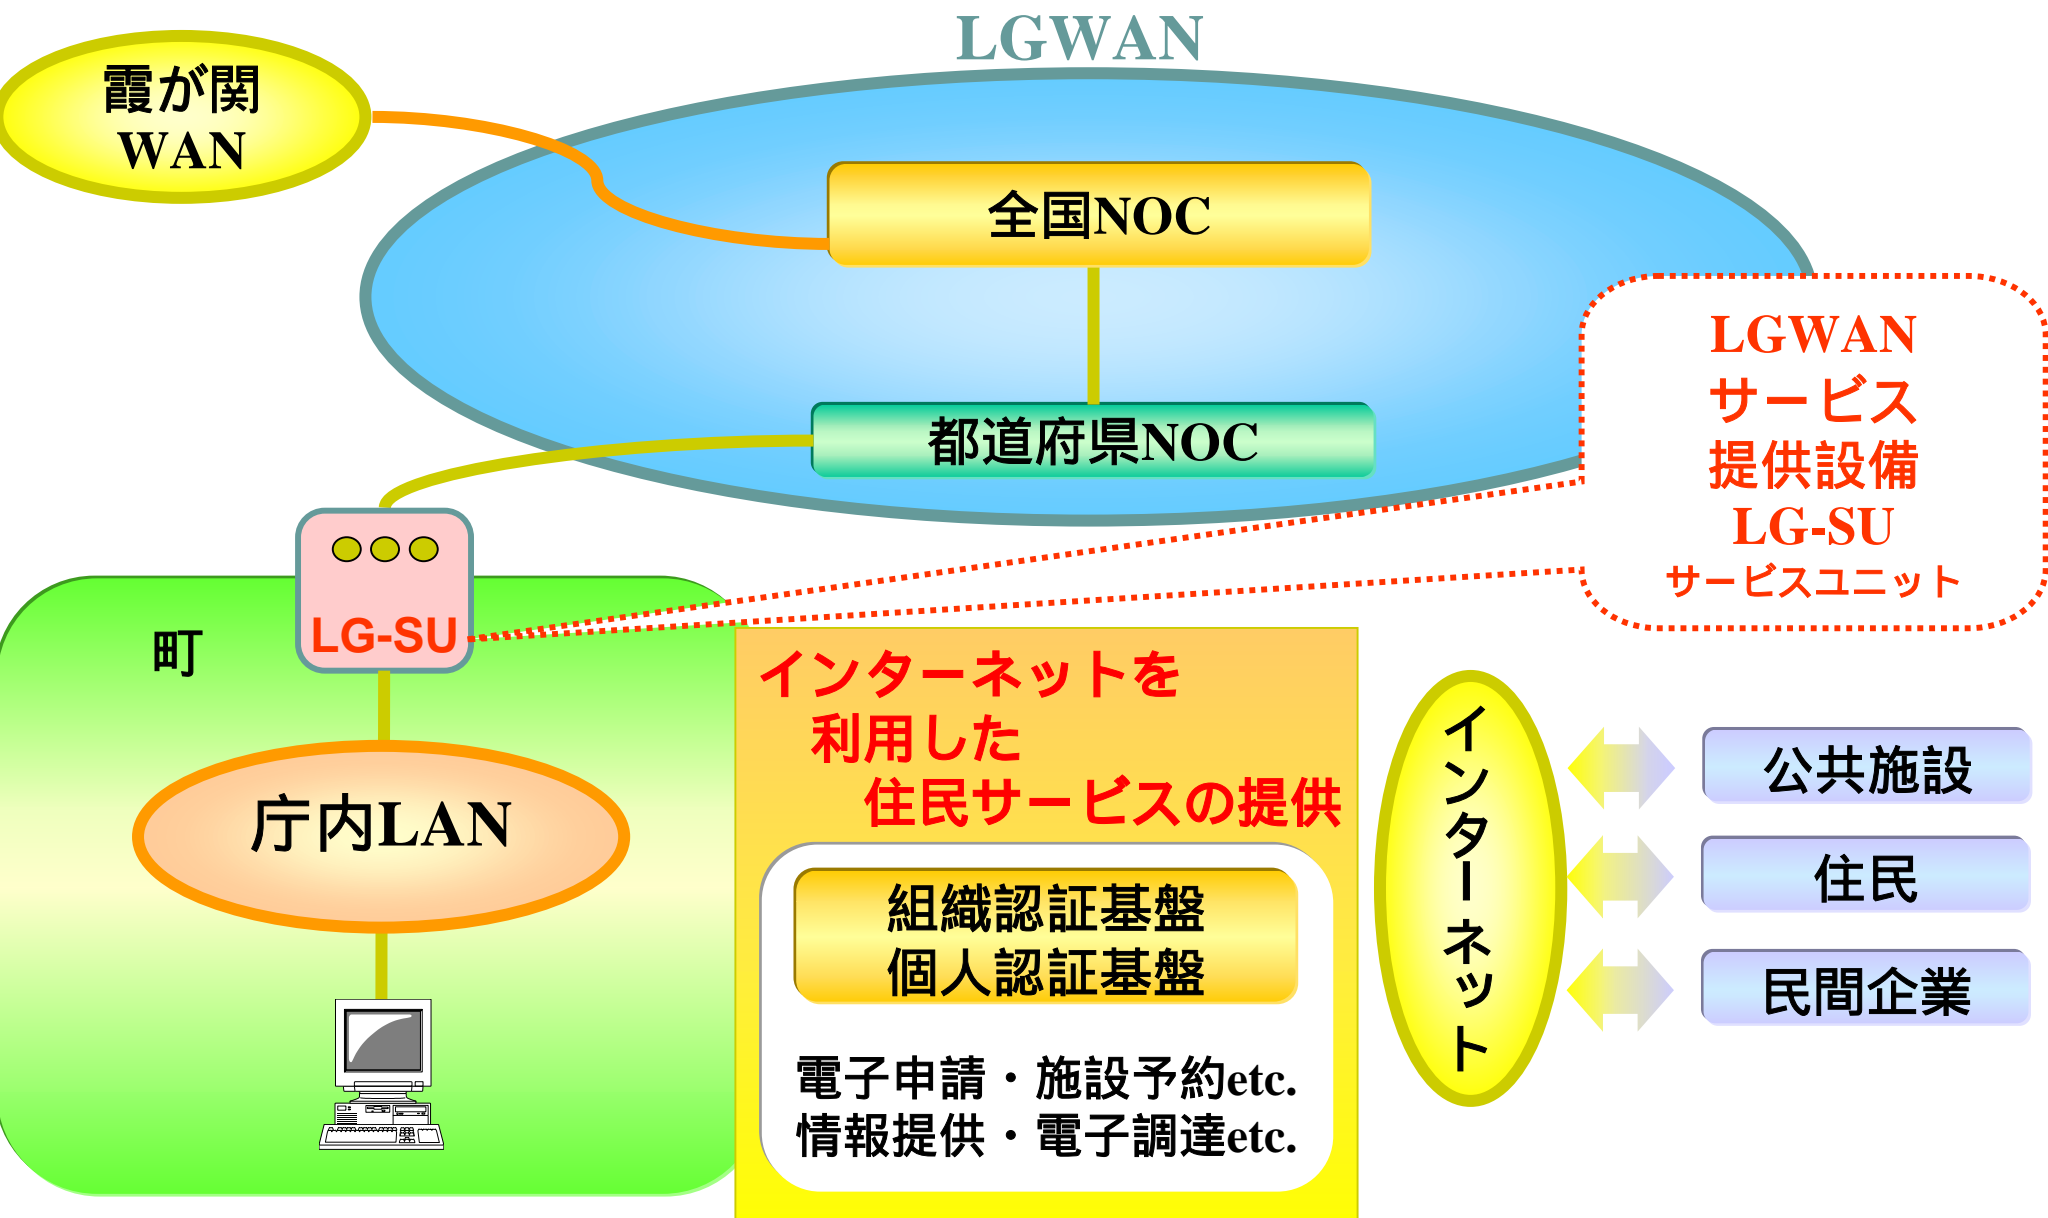 LGWAN
霞が関
WAN
全国NOC
都道府県NOC
LGWAN
サービス
提供設備
LG-SU
サービスユニット
LG-SU
町
庁内LAN
インターネットを
利用した
住民サービスの提供
組織認証基盤
個人認証基盤
電子申請・施設予約etc.
情報提供・電子調達etc.
インターネット
公共施設
住民
民間企業